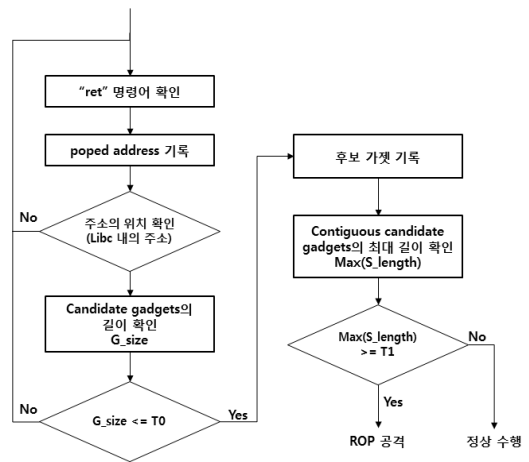 “ret” 명령어 확인
poped address 기록
No
주소의 위치 확인
(Libc 내의 주소)
Candidate gadgets의
길이 확인
G_size
No
G_size <= T0
Yes
후보 가젯 기록
Contiguous candidate
gadgets의 최대 길이 확인
Max(S_length)
Max(S_length)
>= T1
No
Yes
ROP 공격
정상 수행